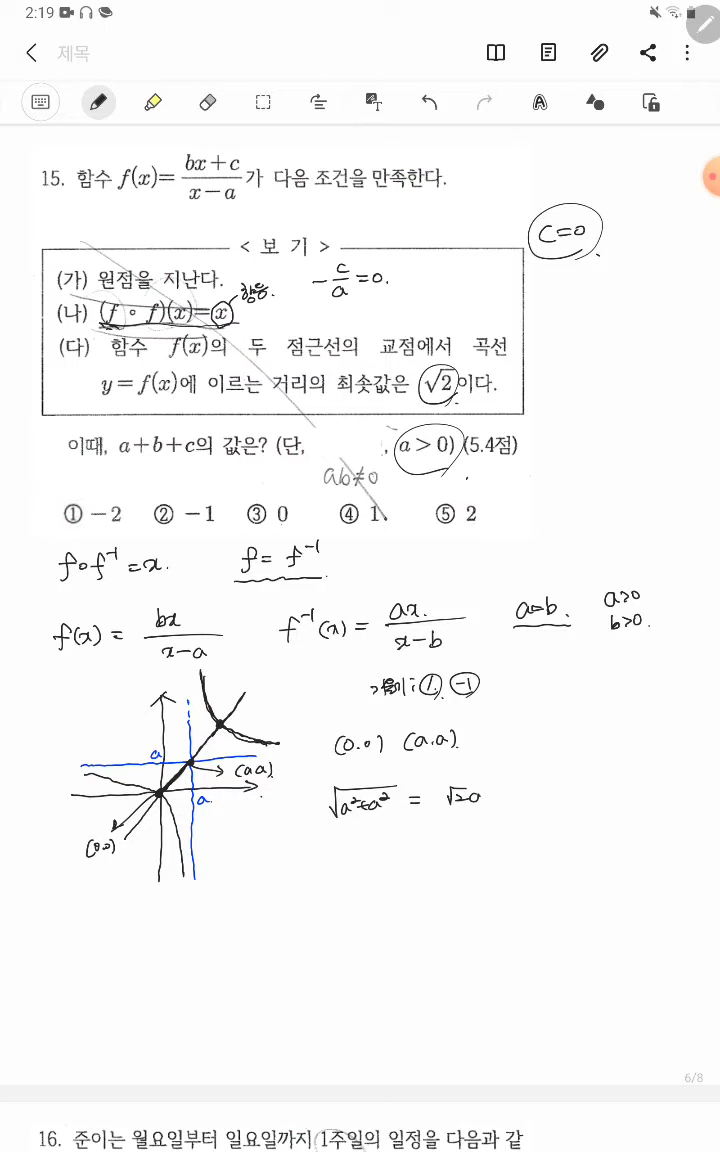 2:19
제목
15. 함수 f(x)= (bx+c)/(x-a) 가 다음 조건을 만족한다.
c=0
< 보 기 >
(가) 원점을 지난다. -c/a =0.
(나) (f ∘ f)(x)=x
(다) 함수 f(x)의 두 점근선의 교점에서 곡선
y=f(x)에 이르는 거리의 최솟값은 √2이다.
이때, a+b+c의 값은? (단, , a>0) (5.4점)
ab≠0
① -2 ② -1 ③ 0 ④ 1 ⑤ 2
f∘f⁻¹ =x. f= f⁻¹
f(x) = bx/(x-a) f⁻¹(x) = ax/(x-b) a=b. a>0
b>0.
1, -1
(0.0) (a.a)
a (a.a)
√(a²+a²) = √2a
a.
(0.0)
6/8
16. 준이는 월요일부터 일요일까지 1주일의 일정을 다음과 같